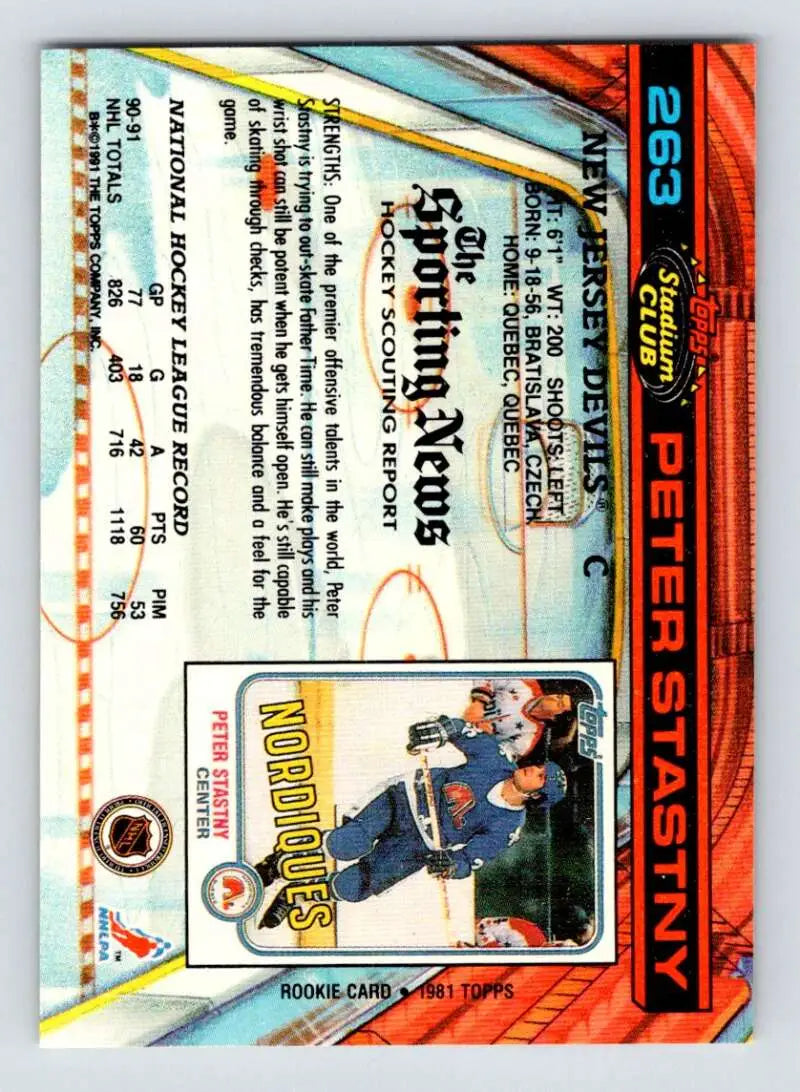 263
Topps
Stadium
CLUB
PETER STASTNY
NEW JERSEY DEVILS® C
HT: 6'1" WT: 200 SHOOTS: LEFT
BORN: 9-18-56, BRATISLAVA, CZECH
HOME: QUEBEC, QUEBEC
The
Sporting News
HOCKEY SCOUTING REPORT
STRENGTHS: One of the premier offensive talents in the world, Peter
Stastny is trying to out-skate Father Time. He can still make plays and his
wrist shot can still be potent when he gets himself open. He's still capable
of skating through checks, has tremendous balance and a feel for the
game.
NATIONAL HOCKEY LEAGUE RECORD
GP G A PTS PIM
90-91 77 18 42 60 53
NHL TOTALS 826 403 716 1118 756
B*©1991 THE TOPPS COMPANY, INC.
topps
NORDIQUES
PETER STASTNY
CENTER
ROOKIE CARD • 1981 TOPPS
NHL
NHLPA
™